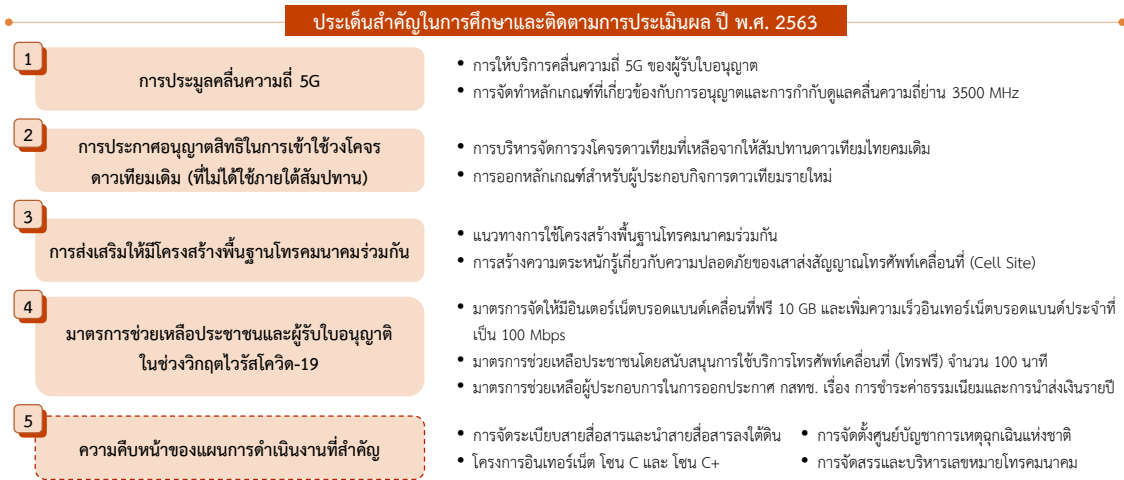 ประเด็นสำคัญในการศึกษาและติดตามการประเมินผล ปี พ.ศ. 2563
1
การประมูลคลื่นความถี่ 5G
• การให้บริการคลื่นความถี่ 5G ของผู้รับใบอนุญาต
• การจัดทำหลักเกณฑ์ที่เกี่ยวข้องกับการอนุญาตและการกำกับดูแลคลื่นความถี่ย่าน 3500 MHz
2
การประกาศอนุญาตสิทธิในการเข้าใช้วงโคจร
ดาวเทียมเดิม (ที่ไม่ได้ใช้ภายใต้สัมปทาน)
• การบริหารจัดการวงโคจรดาวเทียมที่เหลือจากให้สัมปทานดาวเทียมไทยคมเดิม
• การออกหลักเกณฑ์สำหรับผู้ประกอบกิจการดาวเทียมรายใหม่
3
การส่งเสริมให้มีโครงสร้างพื้นฐานโทรคมนาคมร่วมกัน
• แนวทางการใช้โครงสร้างพื้นฐานโทรคมนาคมร่วมกัน
• การสร้างความตระหนักรู้เกี่ยวกับความปลอดภัยของเสาส่งสัญญาณโทรศัพท์เคลื่อนที่ (Cell Site)
4
มาตรการช่วยเหลือประชาชนและผู้รับใบอนุญาติ
ในช่วงวิกฤตไวรัสโควิด-19
• มาตรการจัดให้มีอินเตอร์เน็ตบรอดแบนด์เคลื่อนที่ฟรี 10 GB และเพิ่มความเร็วอินเทอร์เน็ตบรอดแบนด์ประจำที่
เป็น 100 Mbps
• มาตรการช่วยเหลือประชาชนโดยสนับสนุนการใช้บริการโทรศัพท์เคลื่อนที่ (โทรฟรี) จำนวน 100 นาที
• มาตรการช่วยเหลือผู้ประกอบการในการออกประกาศ กสทช. เรื่อง การชำระค่าธรรมเนียมและการนำส่งเงินรายปี
5
ความคืบหน้าของแผนการดำเนินงานที่สำคัญ
• การจัดระเบียบสายสื่อสารและนำสายสื่อสารลงใต้ดิน • การจัดตั้งศูนย์บัญชาการเหตุฉุกเฉินแห่งชาติ
• โครงการอินเทอร์เน็ต โซน C และ โซน C+ • การจัดสรรและบริหารเลขหมายโทรคมนาคม